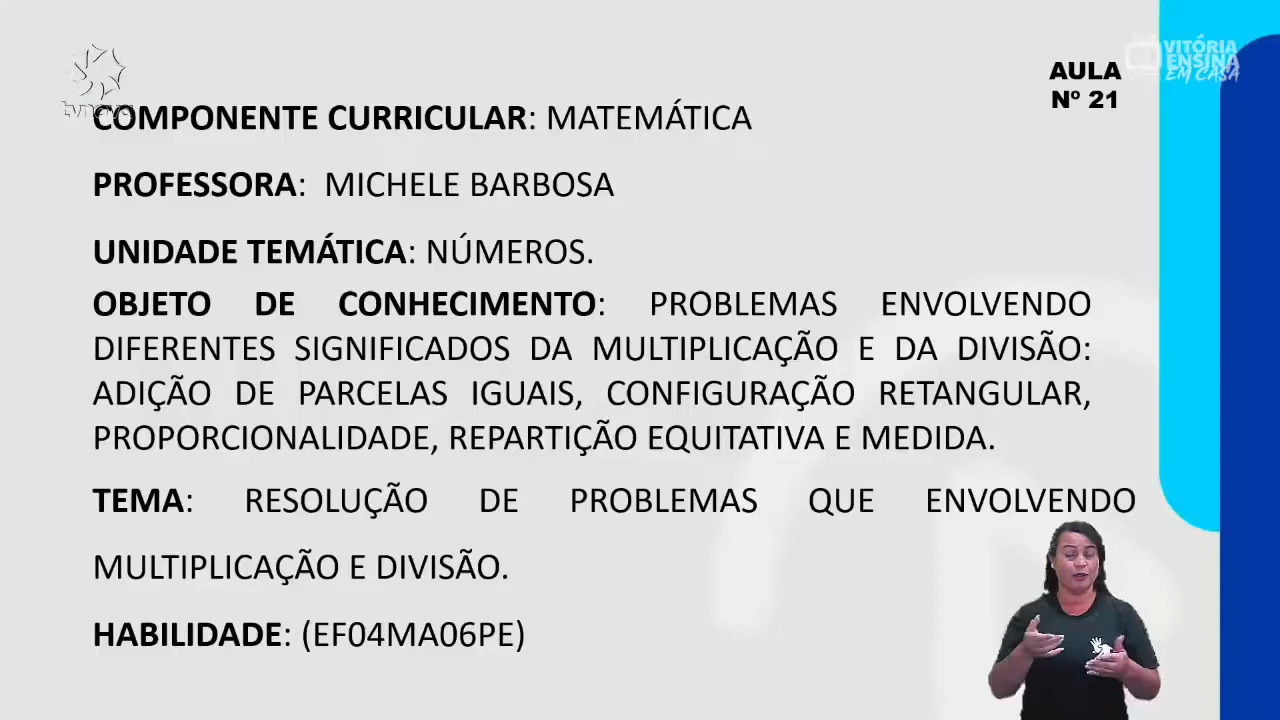 VITÓRIA
ENSINA
EM CASA
AULA
Nº 21
tvnova
COMPONENTE CURRICULAR: MATEMÁTICA
PROFESSORA: MICHELE BARBOSA
UNIDADE TEMÁTICA: NÚMEROS.
OBJETO DE CONHECIMENTO: PROBLEMAS ENVOLVENDO
DIFERENTES SIGNIFICADOS DA MULTIPLICAÇÃO E DA DIVISÃO:
ADIÇÃO DE PARCELAS IGUAIS, CONFIGURAÇÃO RETANGULAR,
PROPORCIONALIDADE, REPARTIÇÃO EQUITATIVA E MEDIDA.
TEMA: RESOLUÇÃO DE PROBLEMAS QUE ENVOLVENDO
MULTIPLICAÇÃO E DIVISÃO.
HABILIDADE: (EF04MA06PE)